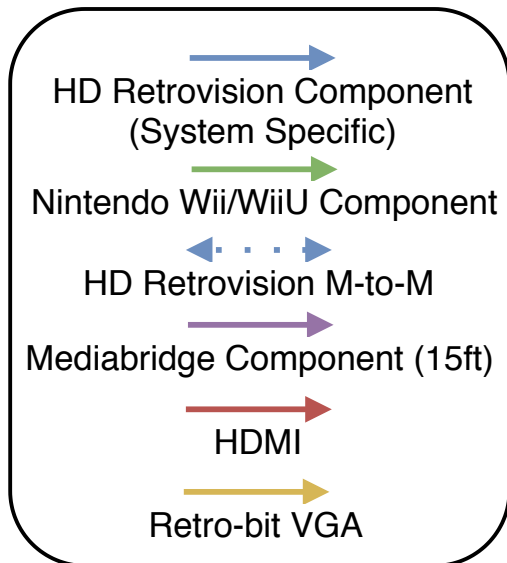 HD Retrovision Component
(System Specific)
Nintendo Wii/WiiU Component
HD Retrovision M-to-M
Mediabridge Component (15ft)
HDMI
Retro-bit VGA